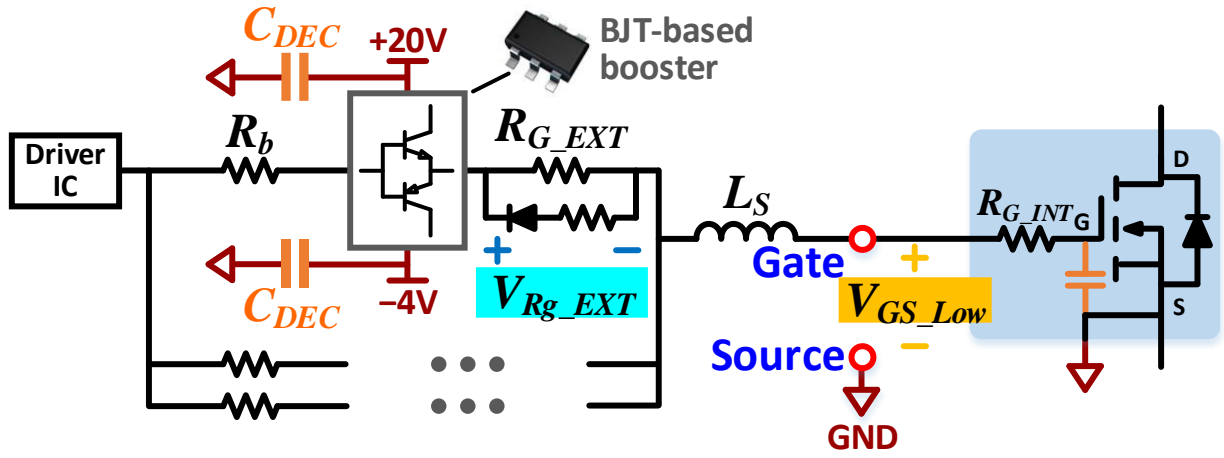 C_DEC
+20V
BJT-based
booster
Driver
IC
R_b
R_G_EXT
L_S
R_G_INT
D
G
S
C_DEC
−4V
+
−
V_Rg_EXT
Gate
+
V_GS_Low
−
Source
GND